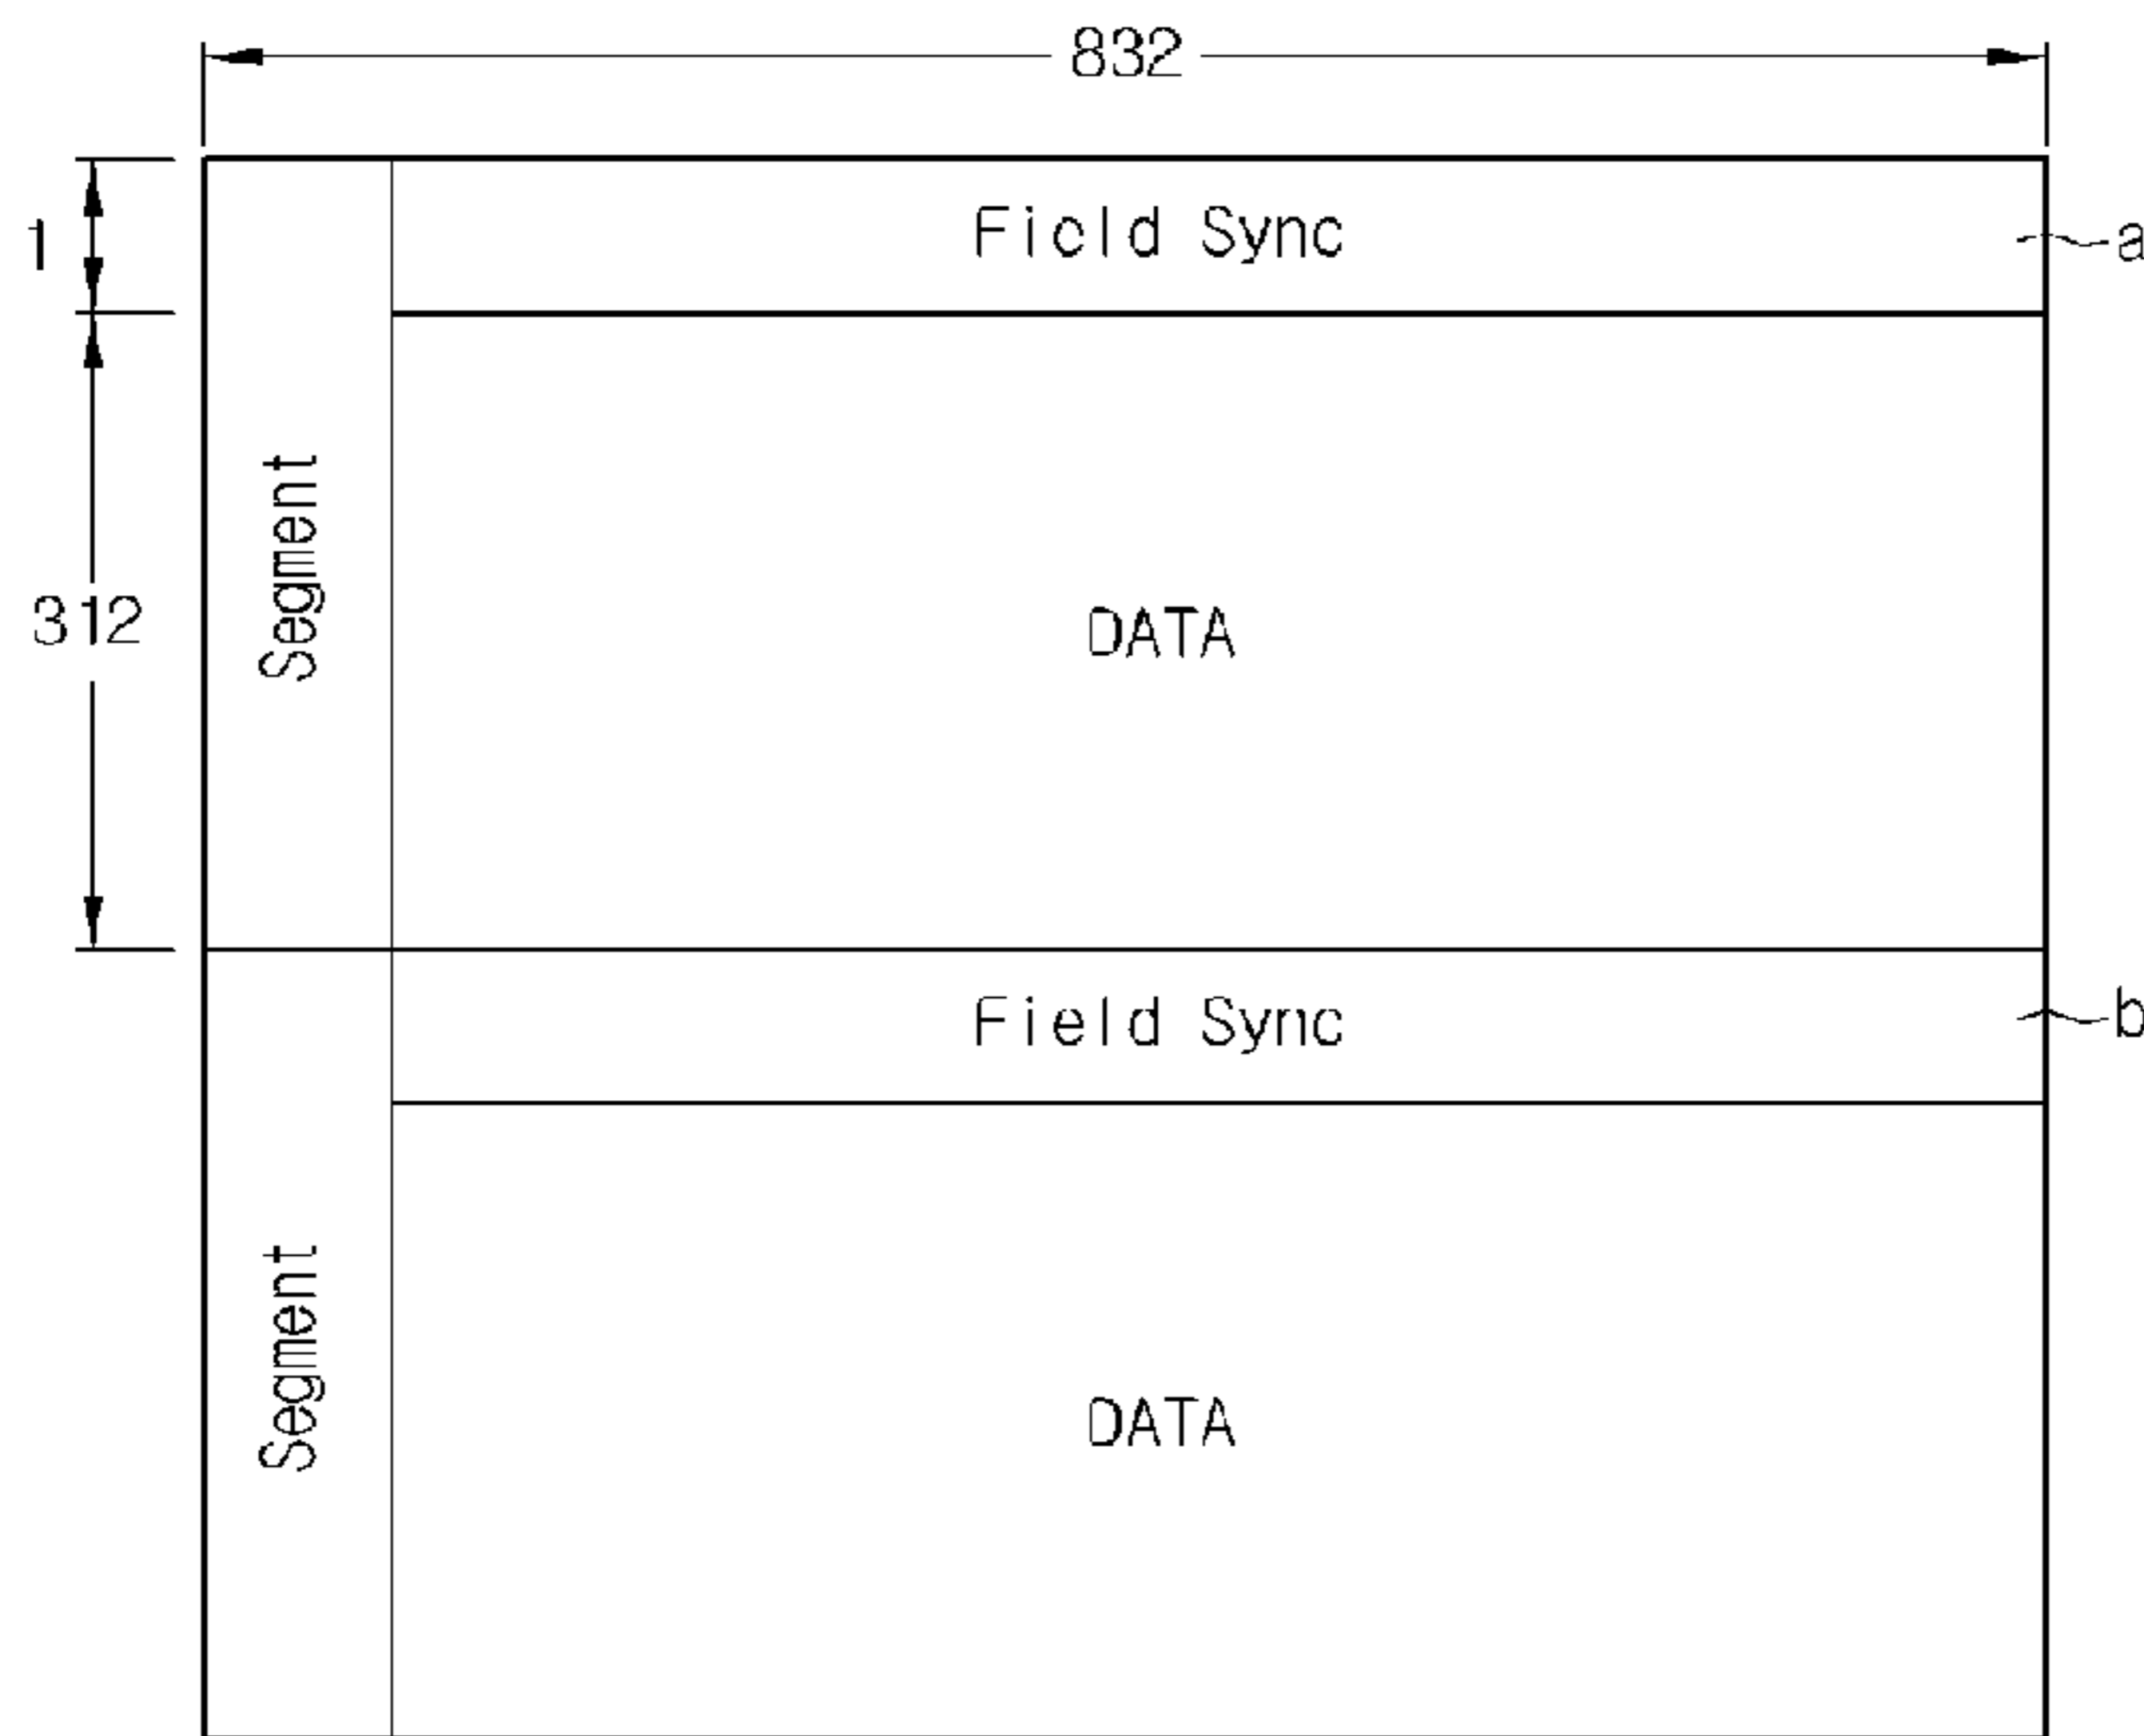 832
1
Ficld Sync
a
Segment
312
DATA
Field Sync
b
Segment
DATA